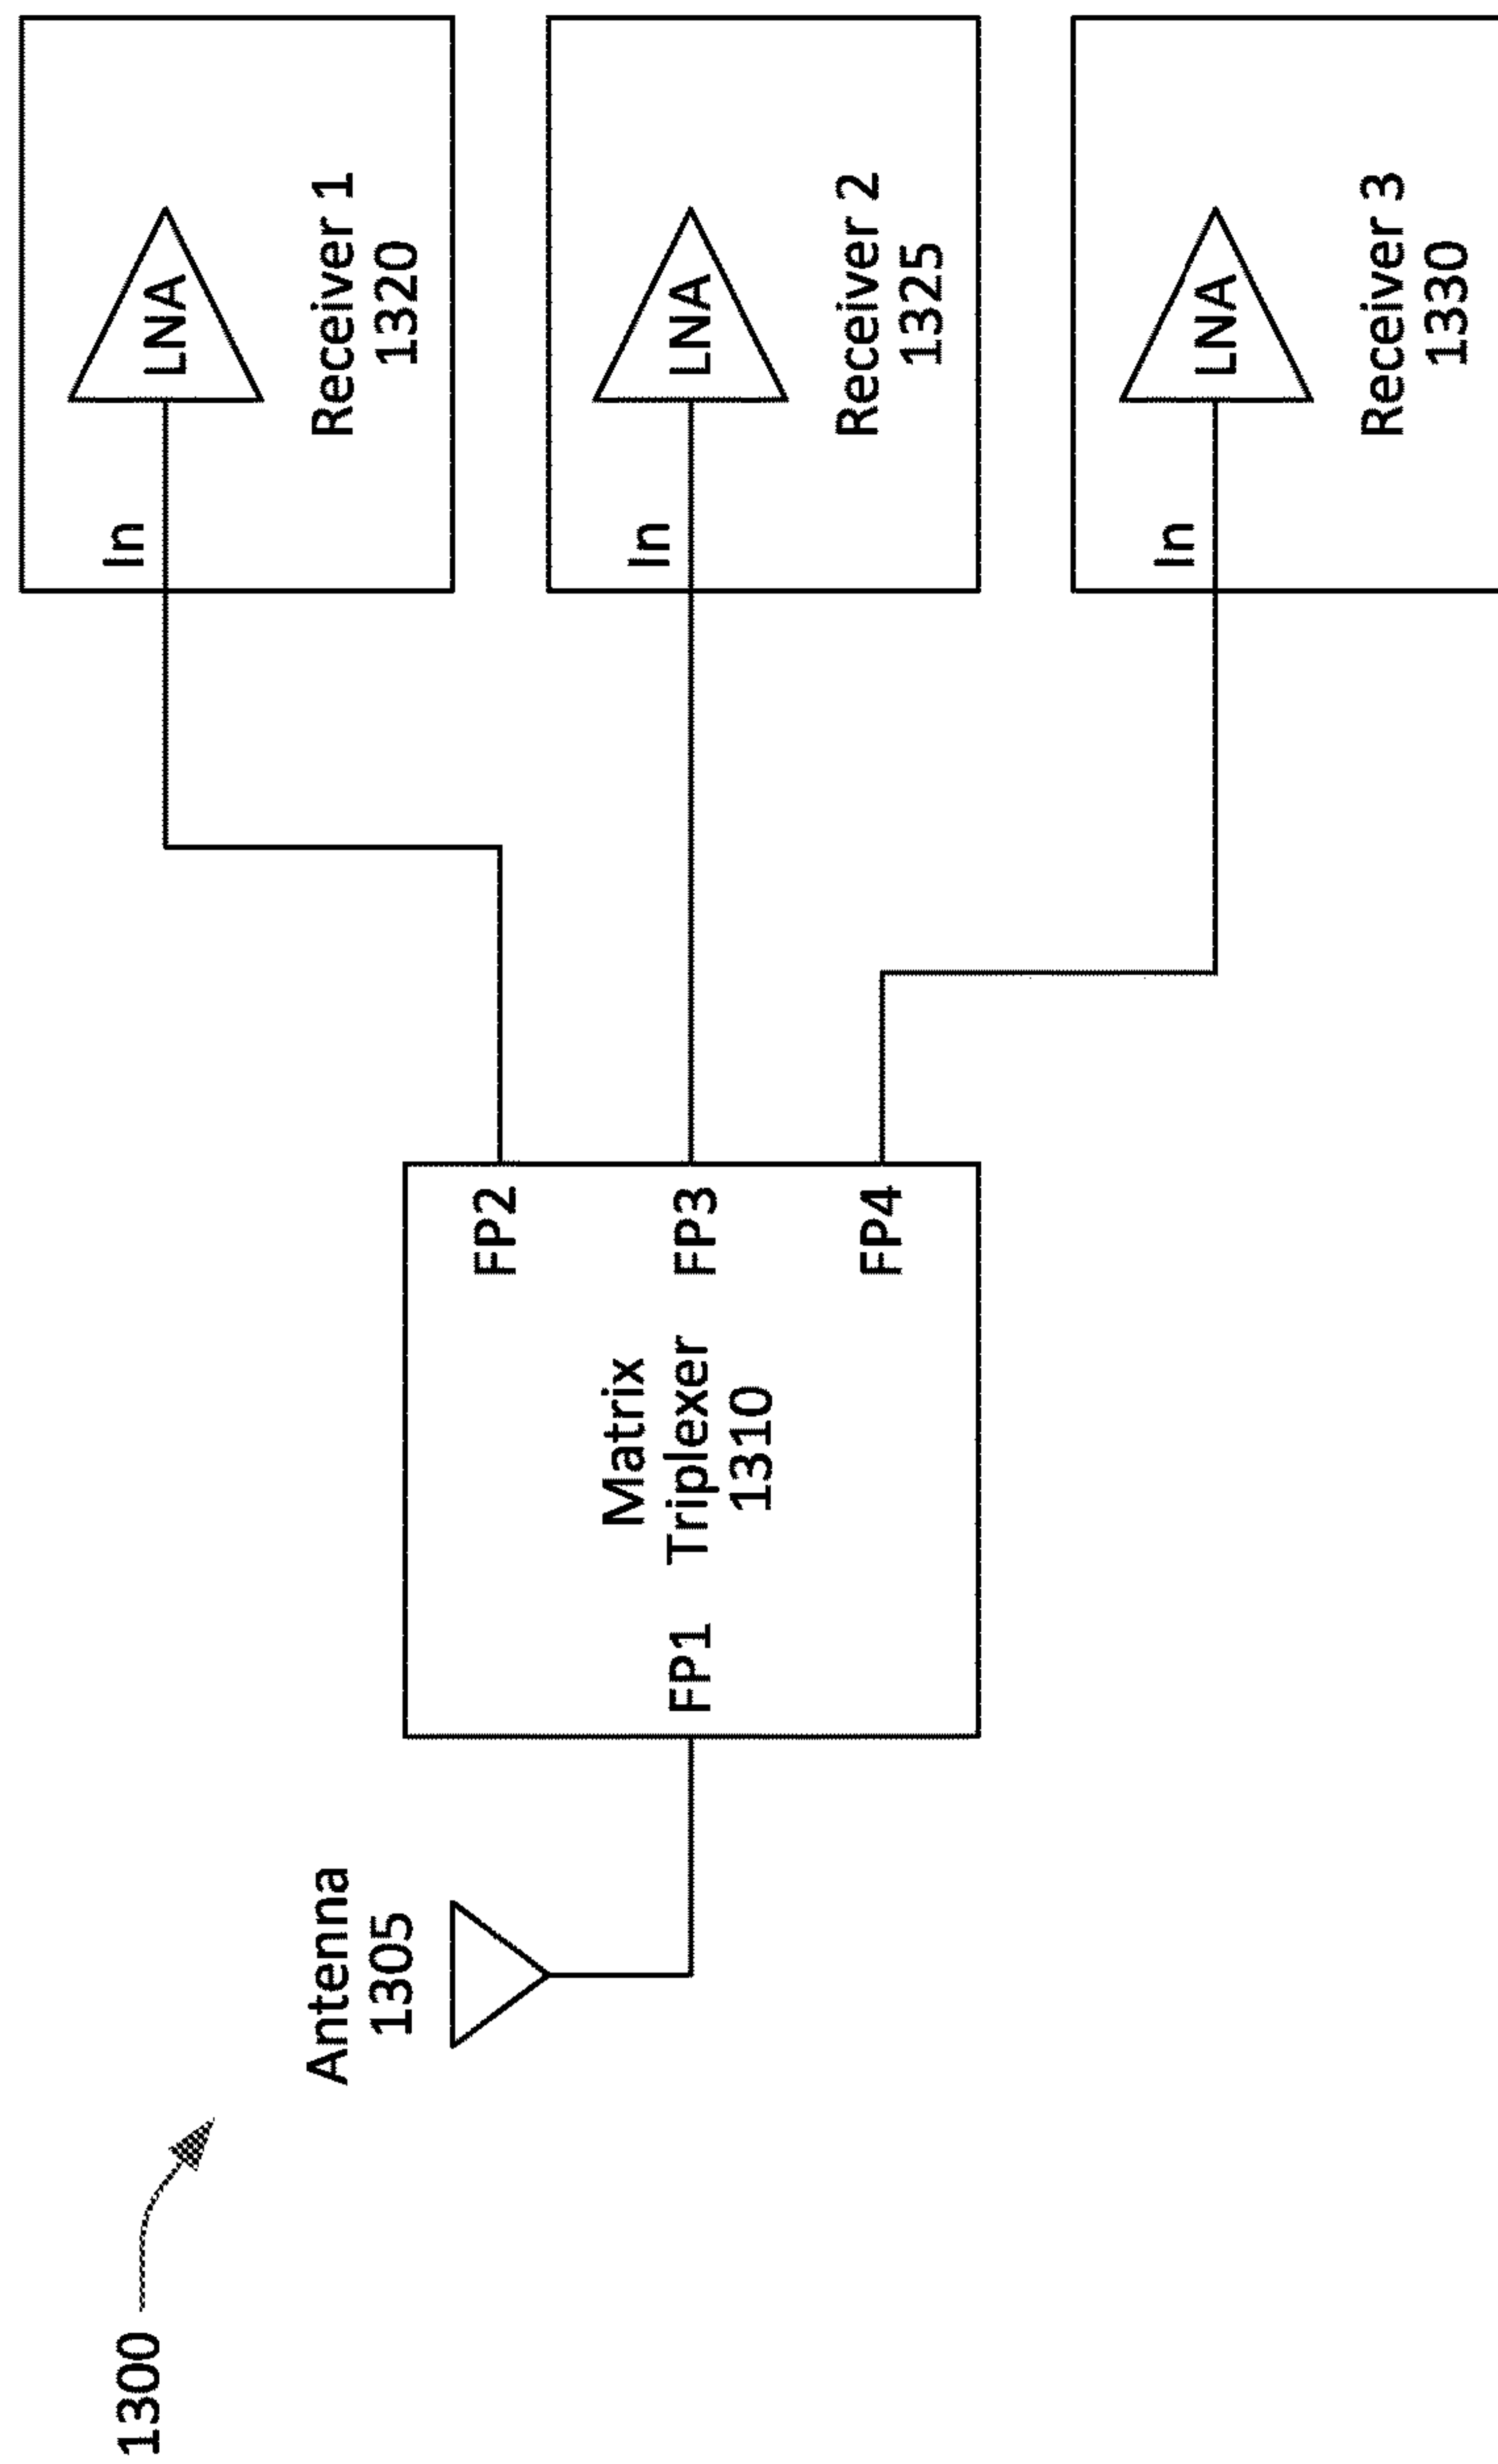 1300
Antenna
1305
FP1
Matrix
Triplexer
1310
FP2
FP3
FP4
In
LNA
Receiver 1
1320
In
LNA
Receiver 2
1325
In
LNA
Receiver 3
1330